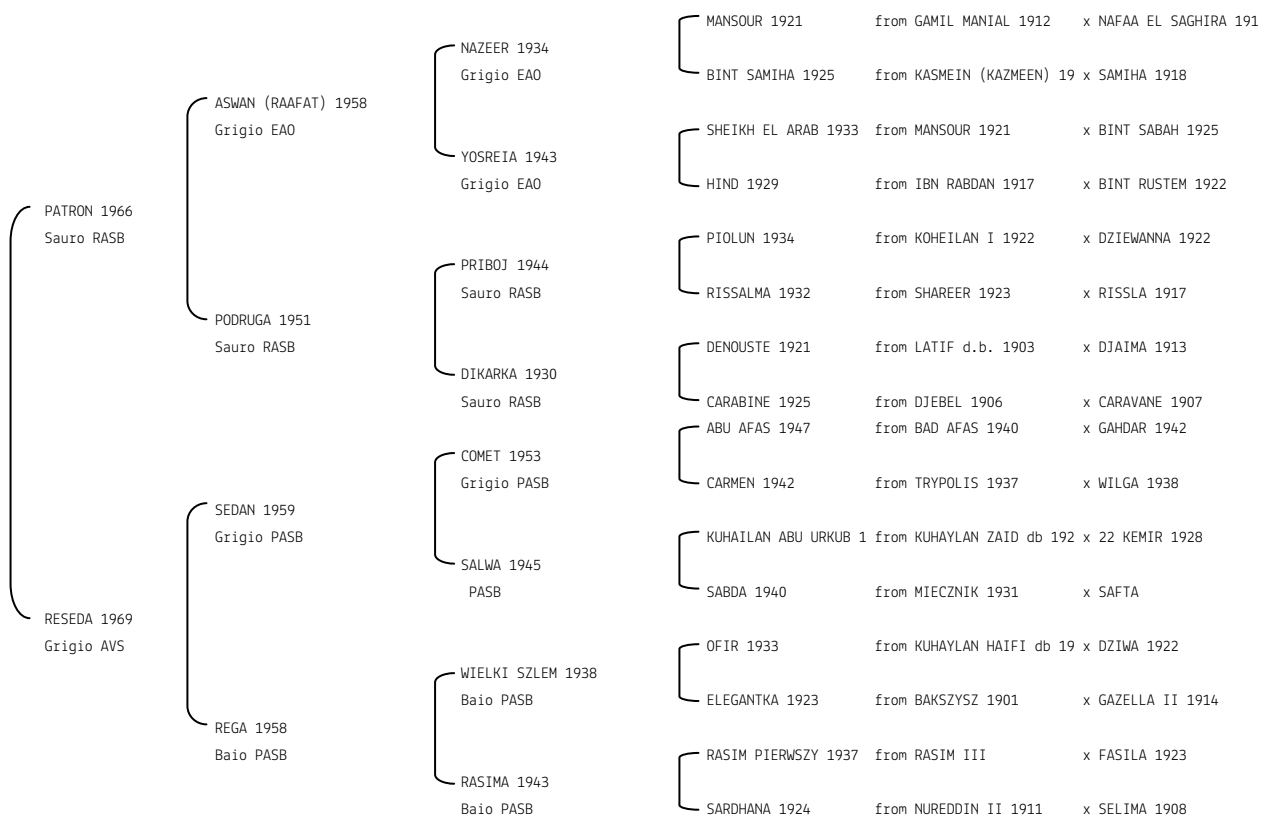 MANSOUR 1921 from GAMIL MANIAL 1912 x NAFAA EL SAGHIRA 191
NAZEER 1934
Grigio EAO BINT SAMIHA 1925 from KASMEIN (KAZMEEN) 19 x SAMIHA 1918
ASWAN (RAAFAT) 1958
Grigio EAO SHEIKH EL ARAB 1933 from MANSOUR 1921 x BINT SABAH 1925
YOSREIA 1943
Grigio EAO HIND 1929 from IBN RABDAN 1917 x BINT RUSTEM 1922
PATRON 1966
Sauro RASB PIOLUN 1934 from KOHEILAN I 1922 x DZIEWANNA 1922
PRIBOJ 1944
Sauro RASB RISSALMA 1932 from SHAREER 1923 x RISSLA 1917
PODRUGA 1951
Sauro RASB DENOUSTE 1921 from LATIF d.b. 1903 x DJAIMA 1913
DIKARKA 1930
Sauro RASB CARABINE 1925 from DJEBEL 1906 x CARAVANE 1907
ABU AFAS 1947 from BAD AFAS 1940 x GAHDAR 1942
COMET 1953
Grigio PASB CARMEN 1942 from TRYPOLIS 1937 x WILGA 1938
SEDAN 1959
Grigio PASB KUHAILAN ABU URKUB 1 from KUHAYLAN ZAID db 192 x 22 KEMIR 1928
SALWA 1945
PASB SABDA 1940 from MIECZNIK 1931 x SAFTA
RESEDA 1969
Grigio AVS OFIR 1933 from KUHAYLAN HAIFI db 19 x DZIWA 1922
WIELKI SZLEM 1938
Baio PASB ELEGANTKA 1923 from BAKSZYSZ 1901 x GAZELLA II 1914
REGA 1958
Baio PASB RASIM PIERWSZY 1937 from RASIM III x FASILA 1923
RASIMA 1943
Baio PASB SARDHANA 1924 from NUREDDIN II 1911 x SELIMA 1908